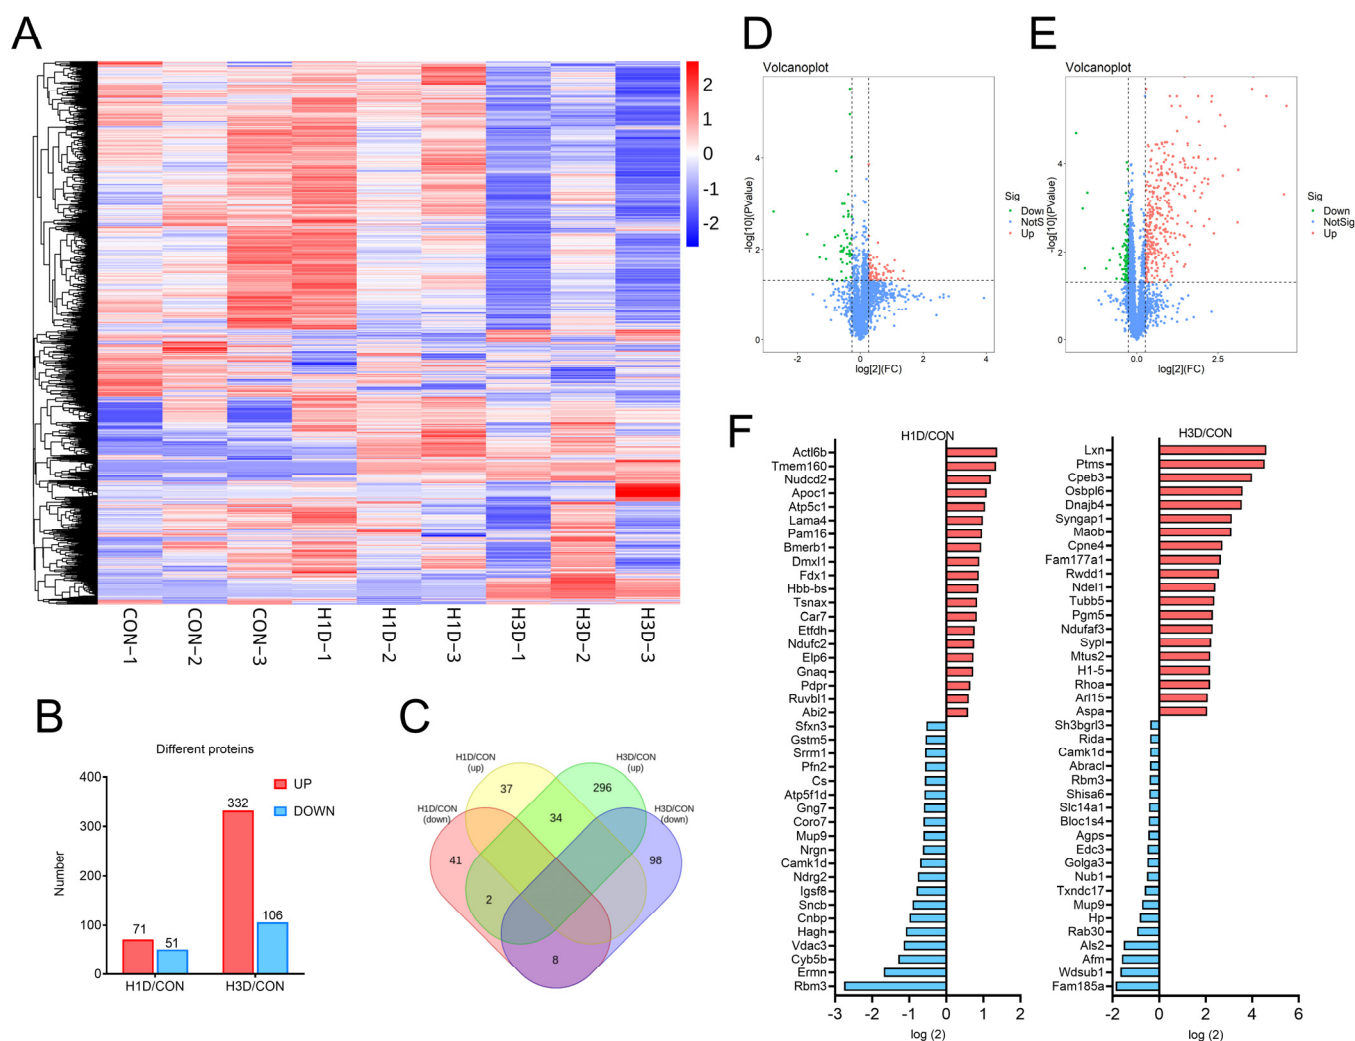 A
2
1
0
-1
-2
CON-1
CON-2
CON-3
H1D-1
H1D-2
H1D-3
H3D-1
H3D-2
H3D-3
B
Different proteins
Number
400
300
200
100
0
71
51
332
106
UP
DOWN
H1D/CON
H3D/CON
C
H1D/CON
(up)
H3D/CON
(up)
H1D/CON
(down)
H3D/CON
(down)
37
296
34
41
98
2
8
D
Volcanoplot
-log[10](PValue)
4
2
0
-2
0
2
4
log[2](FC)
Sig
Down
NotS
Up
E
Volcanoplot
-log[10](PValue)
4
2
0
0.0
2.5
log[2](FC)
Sig
Down
NotSig
Up
F
H1D/CON
Actl6b
Tmem160
Nudcd2
Apoc1
Atp5c1
Lama4
Pam16
Bmerb1
Dmxl1
Fdx1
Hbb-bs
Tsnax
Car7
Etfdh
Ndufc2
Elp6
Gnaq
Pdpr
Ruvbl1
Abi2
Sfxn3
Gstm5
Srrm1
Pfn2
Cs
Atp5f1d
Gng7
Coro7
Mup9
Nrgn
Camk1d
Ndrg2
Igsf8
Sncb
Cnbp
Hagh
Vdac3
Cyb5b
Ermn
Rbm3
-3 -2 -1 0 1 2
log (2)
H3D/CON
Lxn
Ptms
Cpeb3
Osbpl6
Dnajb4
Syngap1
Maob
Cpne4
Fam177a1
Rwdd1
Ndel1
Tubb5
Pgm5
Ndufaf3
Sypl
Mtus2
H1-5
Rhoa
Arl15
Aspa
Sh3bgrl3
Rida
Camk1d
Abracl
Rbm3
Shisa6
Slc14a1
Bloc1s4
Agps
Edc3
Golga3
Nub1
Txndc17
Mup9
Hp
Rab30
Als2
Afm
Wdsub1
Fam185a
-2 0 2 4 6
log (2)